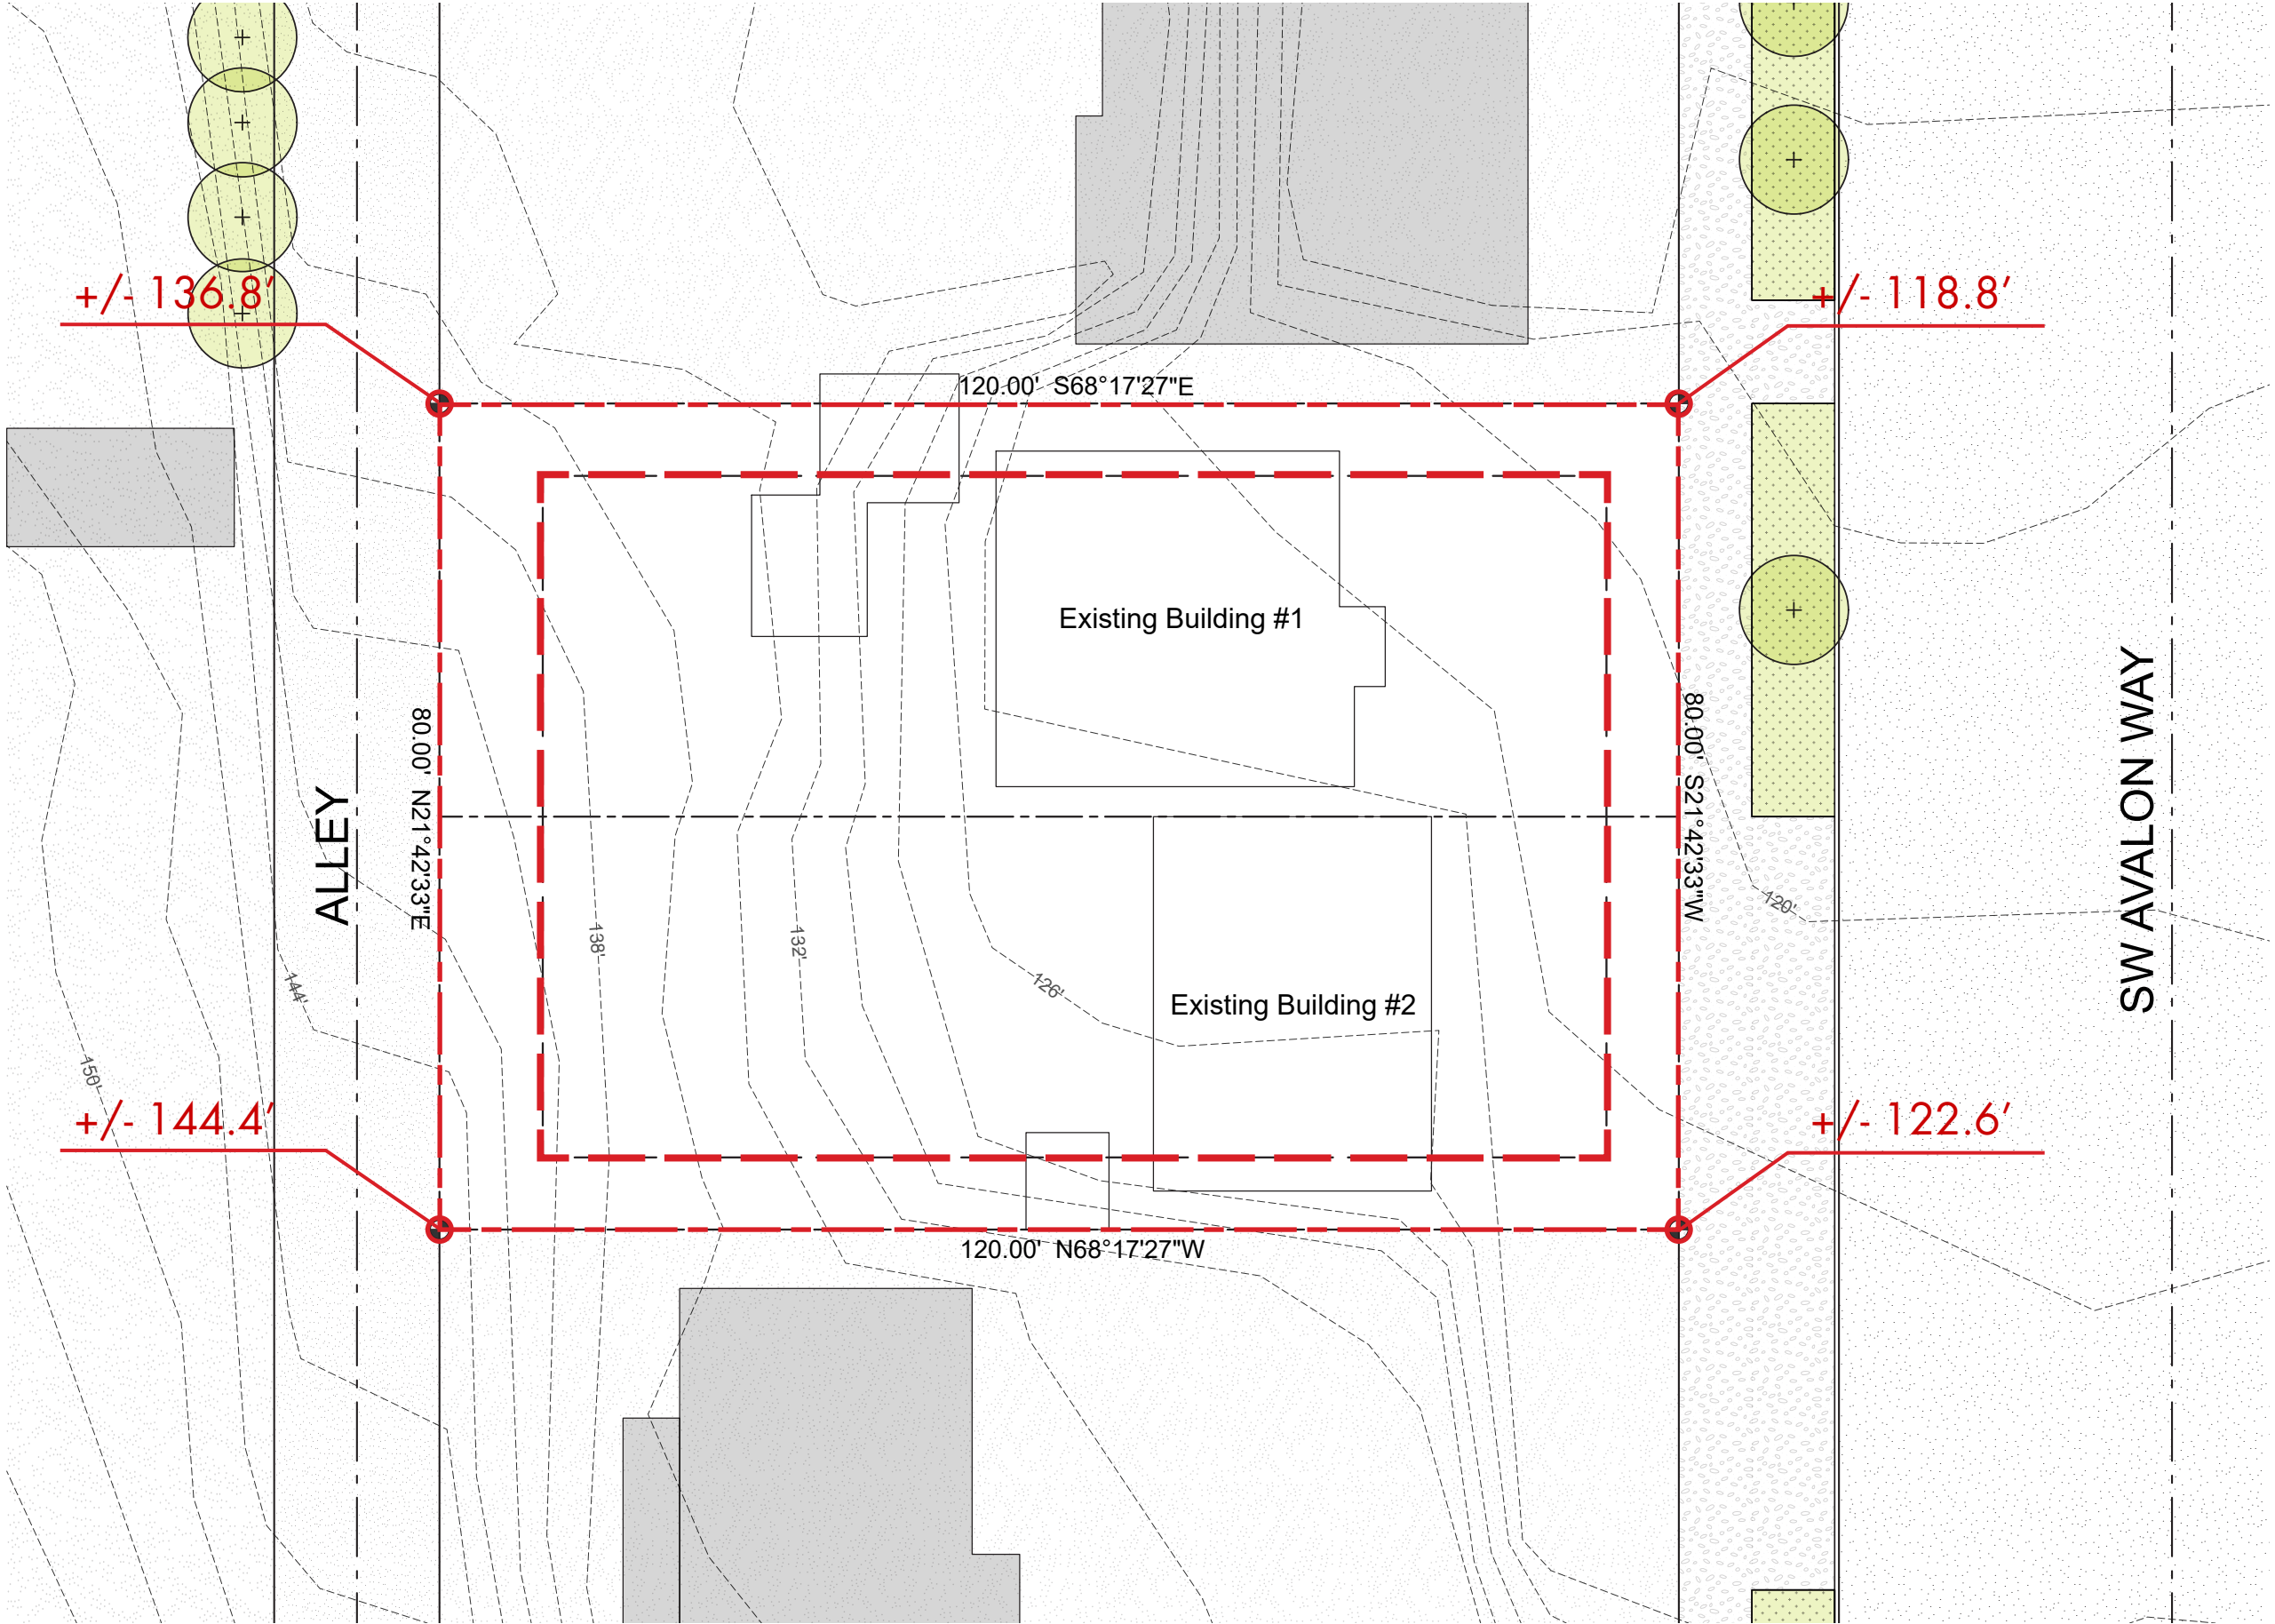 +/- 136.8'
+/- 118.8'
120.00' S68°17'27"E
Existing Building #1
80.00' N21°42'33"E
80.00' S21°42'33"W
ALLEY
SW AVALON WAY
120'
138'
132'
126'
144'
Existing Building #2
150'
+/- 144.4'
+/- 122.6'
120.00' N68°17'27"W